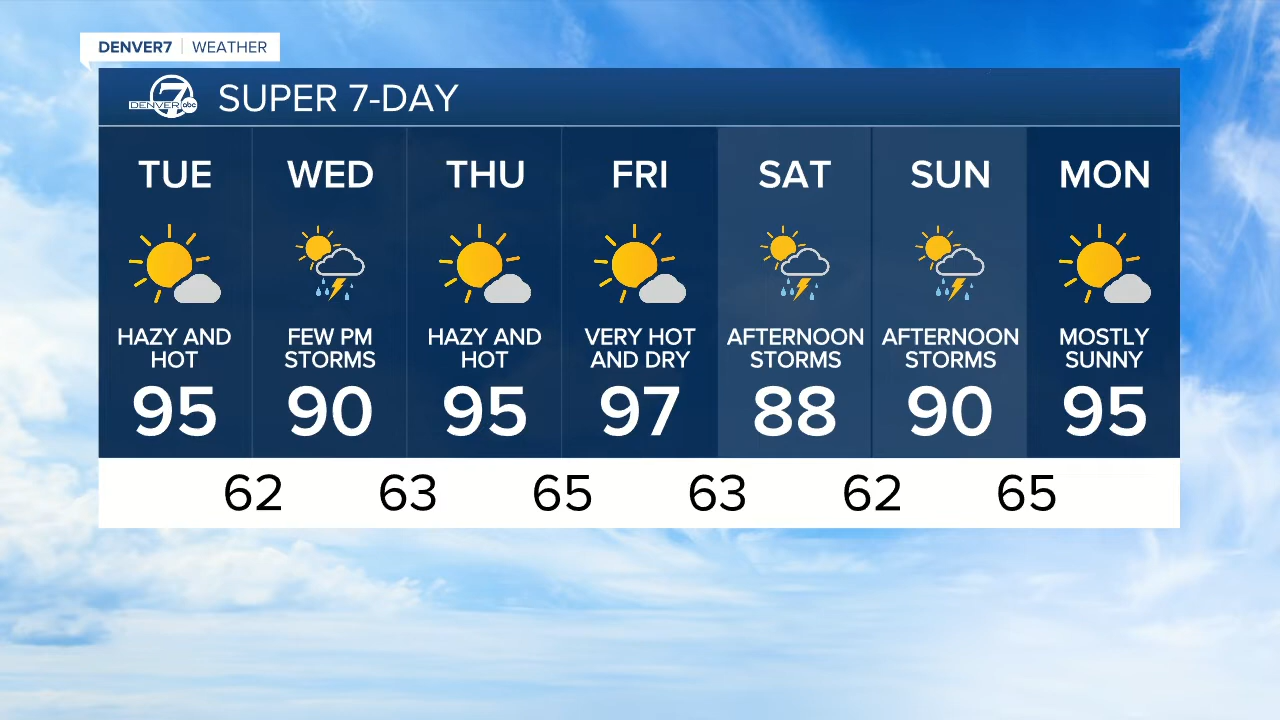 DENVER7 | WEATHER
7
DENVER abc
SUPER 7-DAY
TUE WED THU FRI SAT SUN MON
HAZY AND FEW PM HAZY AND VERY HOT AFTERNOON AFTERNOON MOSTLY
HOT STORMS HOT AND DRY STORMS STORMS SUNNY
95 90 95 97 88 90 95
62 63 65 63 62 65